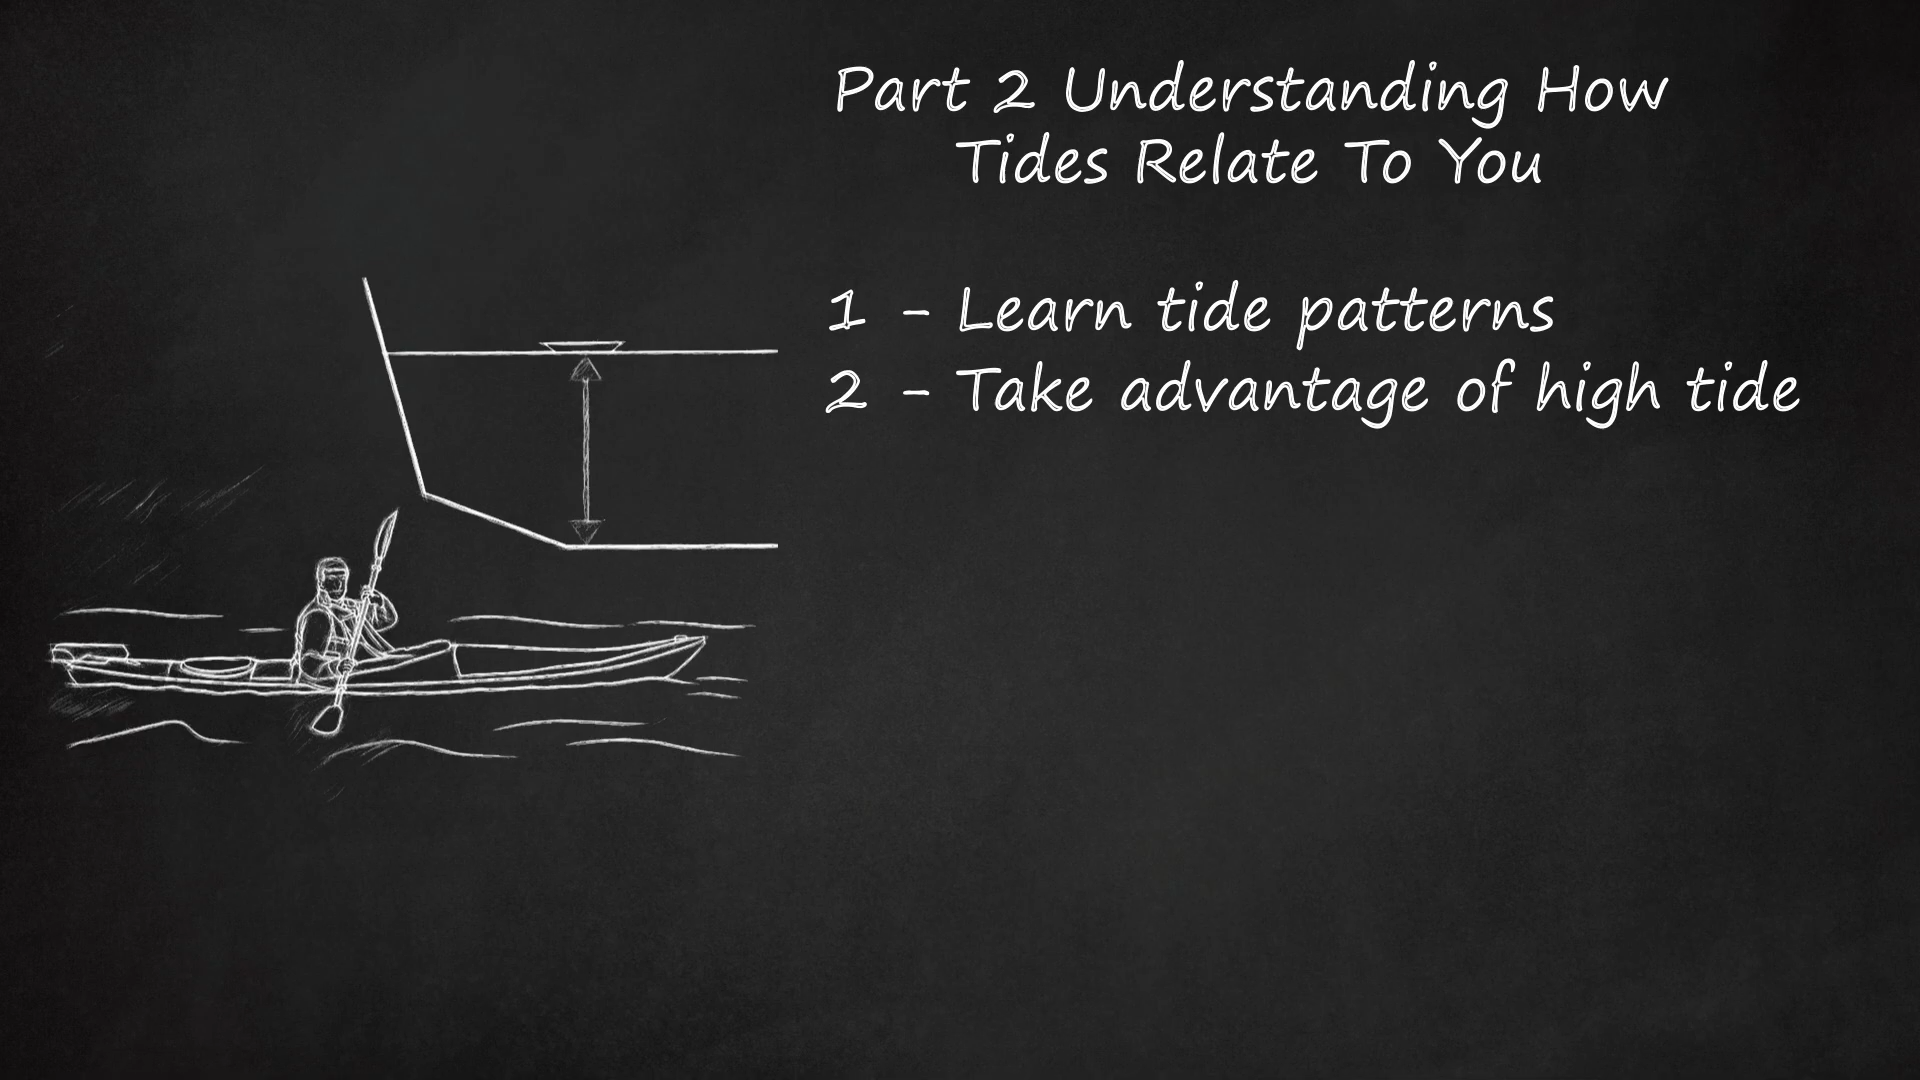 Part 2 Understanding How
Tides Relate To You
1 - Learn tide patterns
2 - Take advantage of high tide